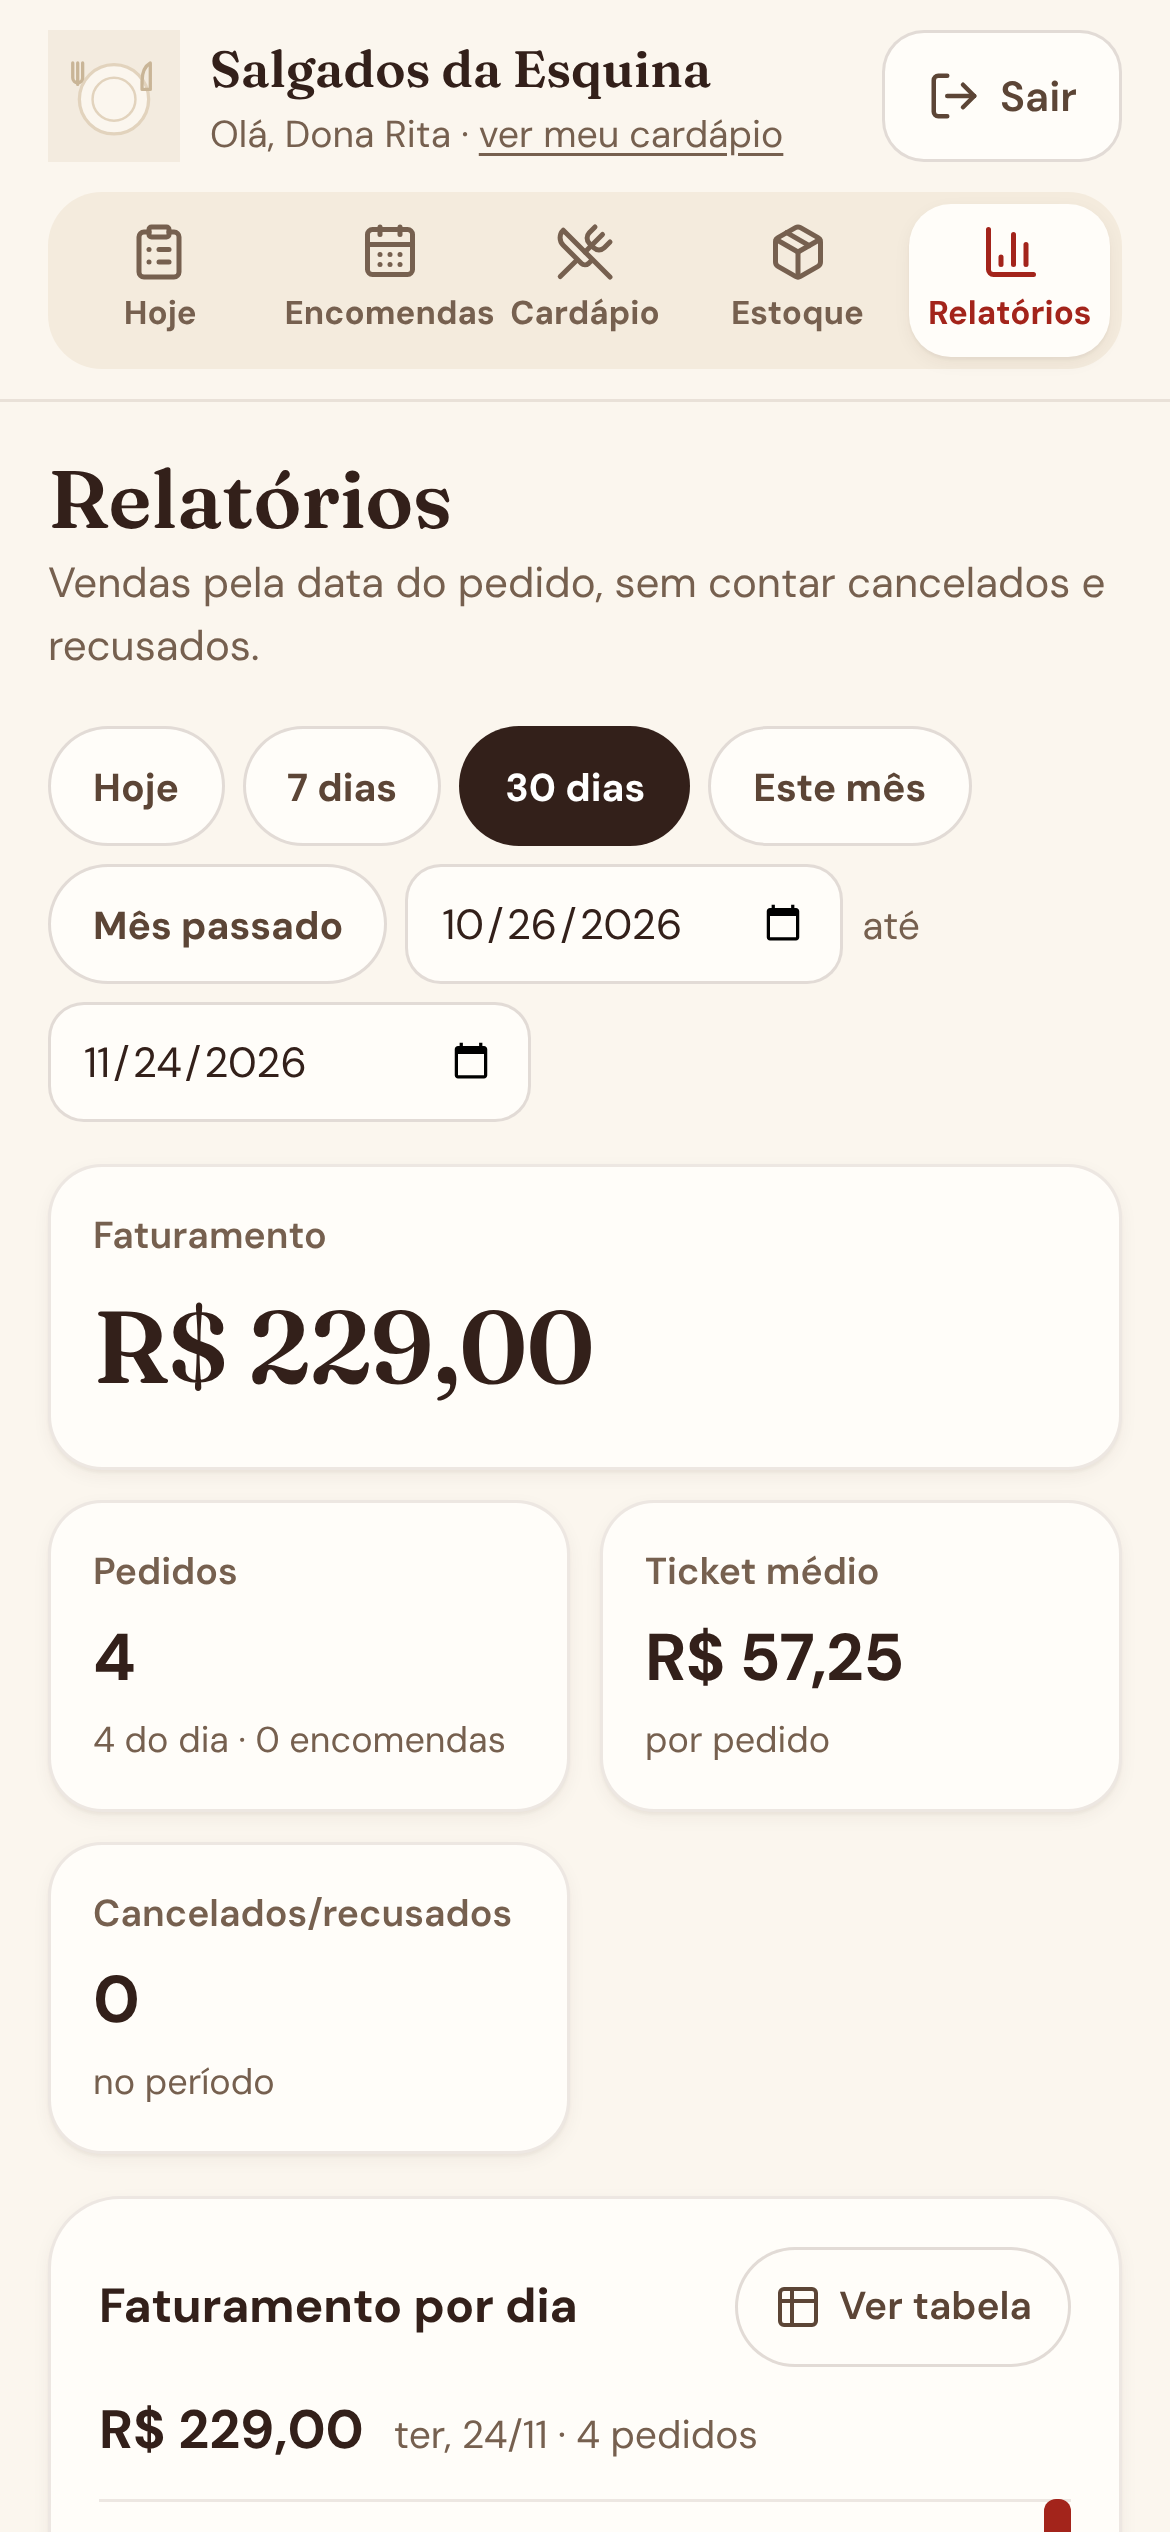 Salgados da Esquina
Olá, Dona Rita · ver meu cardápio
Sair
Hoje
Encomendas
Cardápio
Estoque
Relatórios
Relatórios
Vendas pela data do pedido, sem contar cancelados e
recusados.
Hoje
7 dias
30 dias
Este mês
Mês passado
10/26/2026
até
11/24/2026
Faturamento
R$ 229,00
Pedidos
4
4 do dia · 0 encomendas
Ticket médio
R$ 57,25
por pedido
Cancelados/recusados
0
no período
Faturamento por dia
Ver tabela
R$ 229,00 ter, 24/11 · 4 pedidos